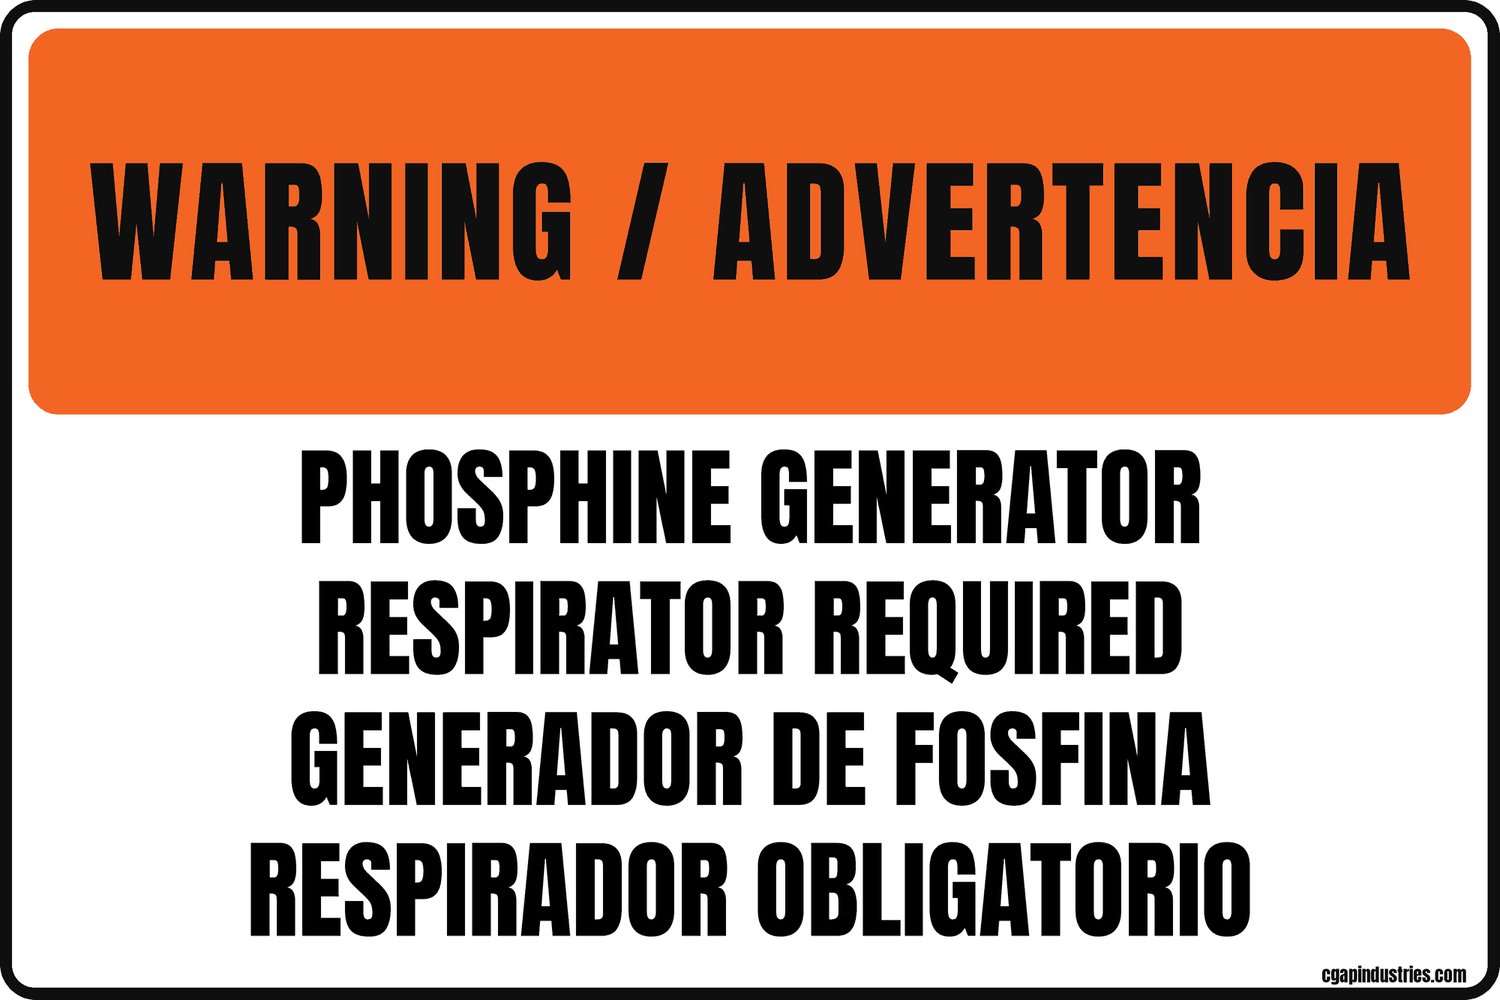 WARNING / ADVERTENCIA
PHOSPHINE GENERATOR
RESPIRATOR REQUIRED
GENERADOR DE FOSFINA
RESPIRADOR OBLIGATORIO
cgapindustries.com